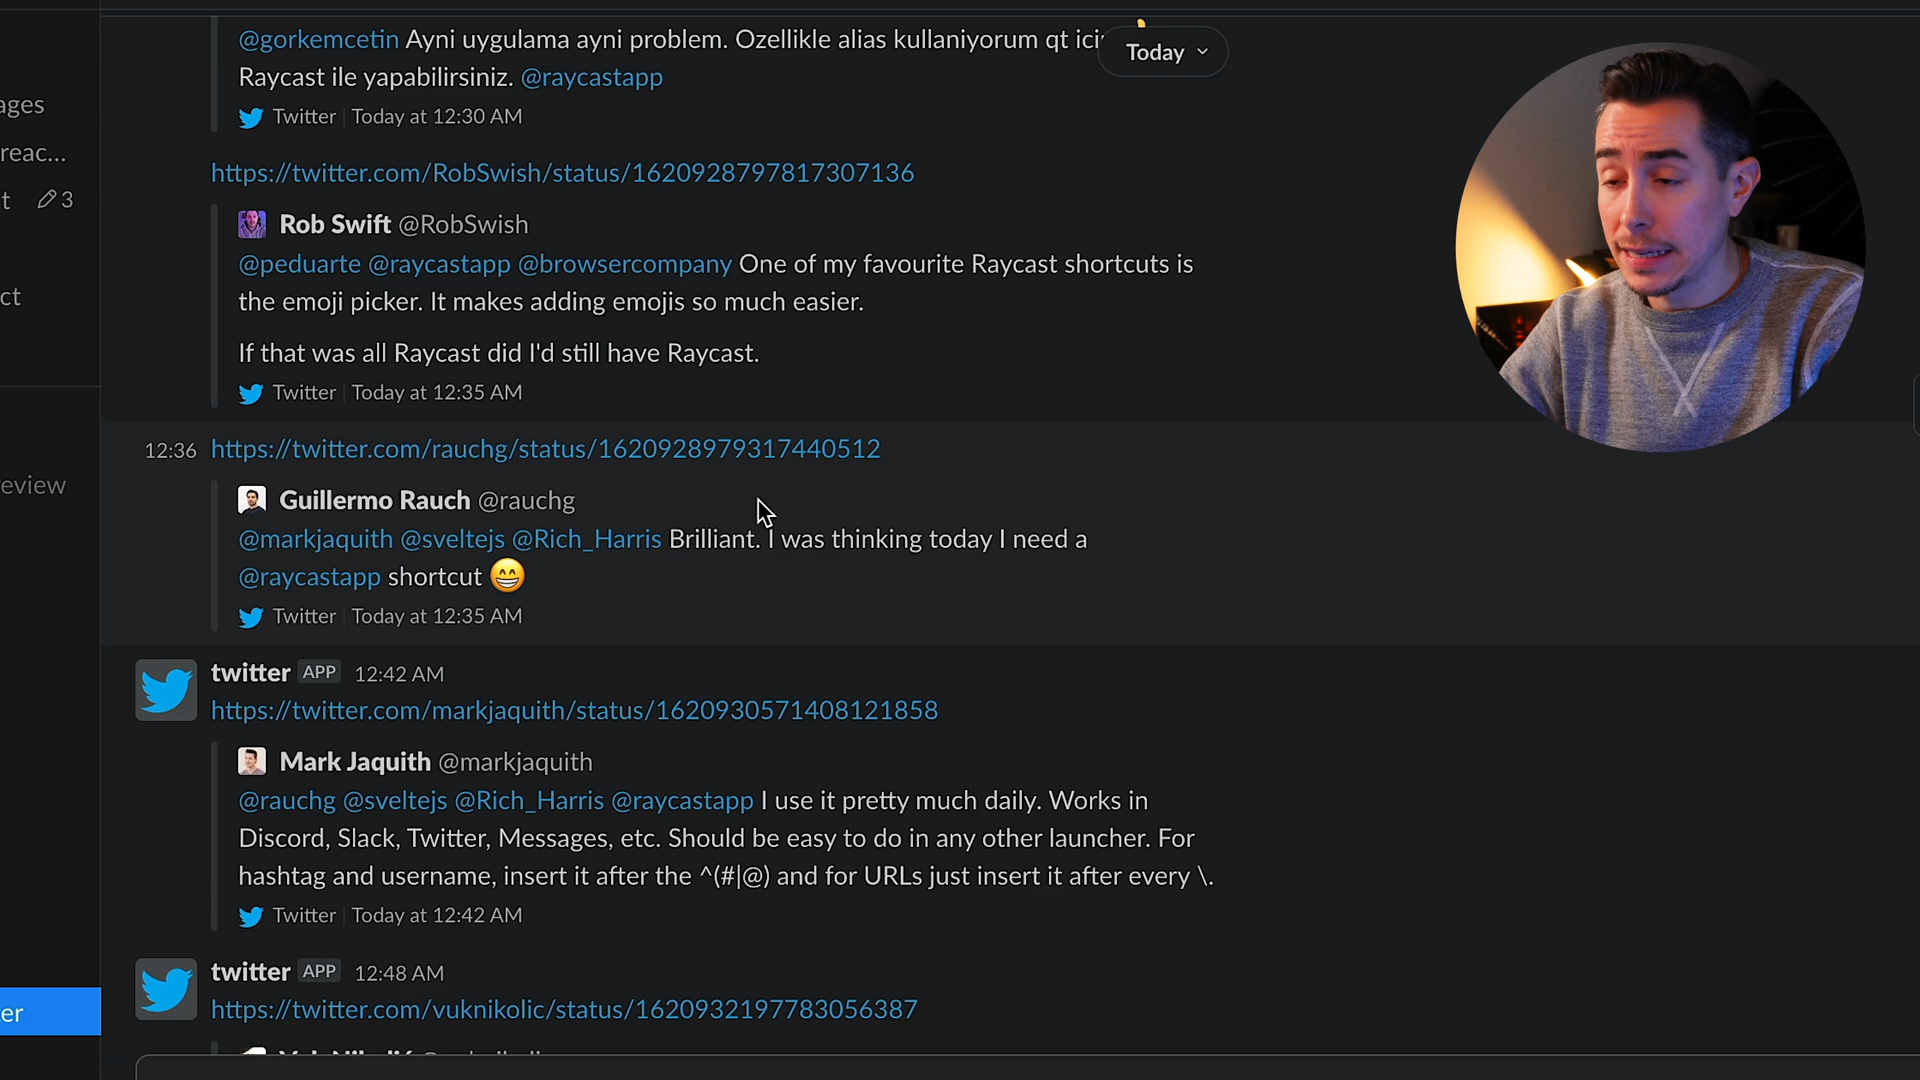 @gorkemcetin Ayni uygulama ayni problem. Ozellikle alias kullaniyorum qt
Today
Raycast ile yapabilirsiniz. @raycastapp
Twitter | Today at 12:30 AM
https://twitter.com/RobSwish/status/1620928797817307136
3
Rob Swift @RobSwish
@peduarte @raycastapp @browsercompany One of my favourite Raycast shortcuts is
the emoji picker. It makes adding emojis so much easier.
If that was all Raycast did I'd still have Raycast.
Twitter | Today at 12:35 AM
12:36 https://twitter.com/rauchg/status/1620928979317440512
Guillermo Rauch @rauchg
@markjaquith @sveltejs @Rich_Harris Brilliant. I was thinking today I need a
@raycastapp shortcut 😁
Twitter | Today at 12:35 AM
twitter APP 12:42 AM
https://twitter.com/markjaquith/status/1620930571408121858
Mark Jaquith @markjaquith
@rauchg @sveltejs @Rich_Harris @raycastapp I use it pretty much daily. Works in
Discord, Slack, Twitter, Messages, etc. Should be easy to do in any other launcher. For
hashtag and username, insert it after the ^(#|@) and for URLs just insert it after every \.
Twitter | Today at 12:42 AM
twitter APP 12:48 AM
https://twitter.com/vuknikolic/status/1620932197783056387